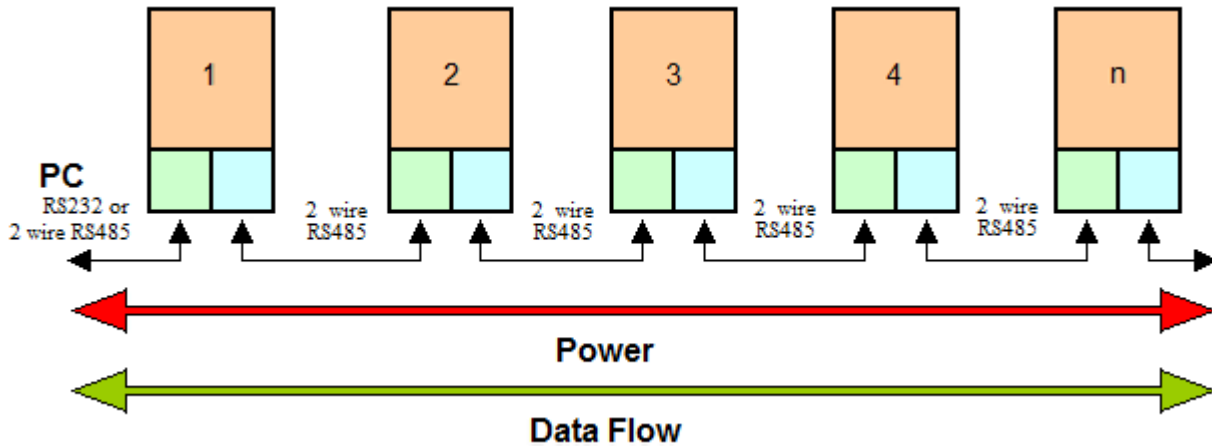 1
2
3
4
n
PC
RS232 or
2 wire RS485
2 wire
RS485
2 wire
RS485
2 wire
RS485
2 wire
RS485
Power
Data Flow